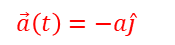 a⃗(t) = −aĵ